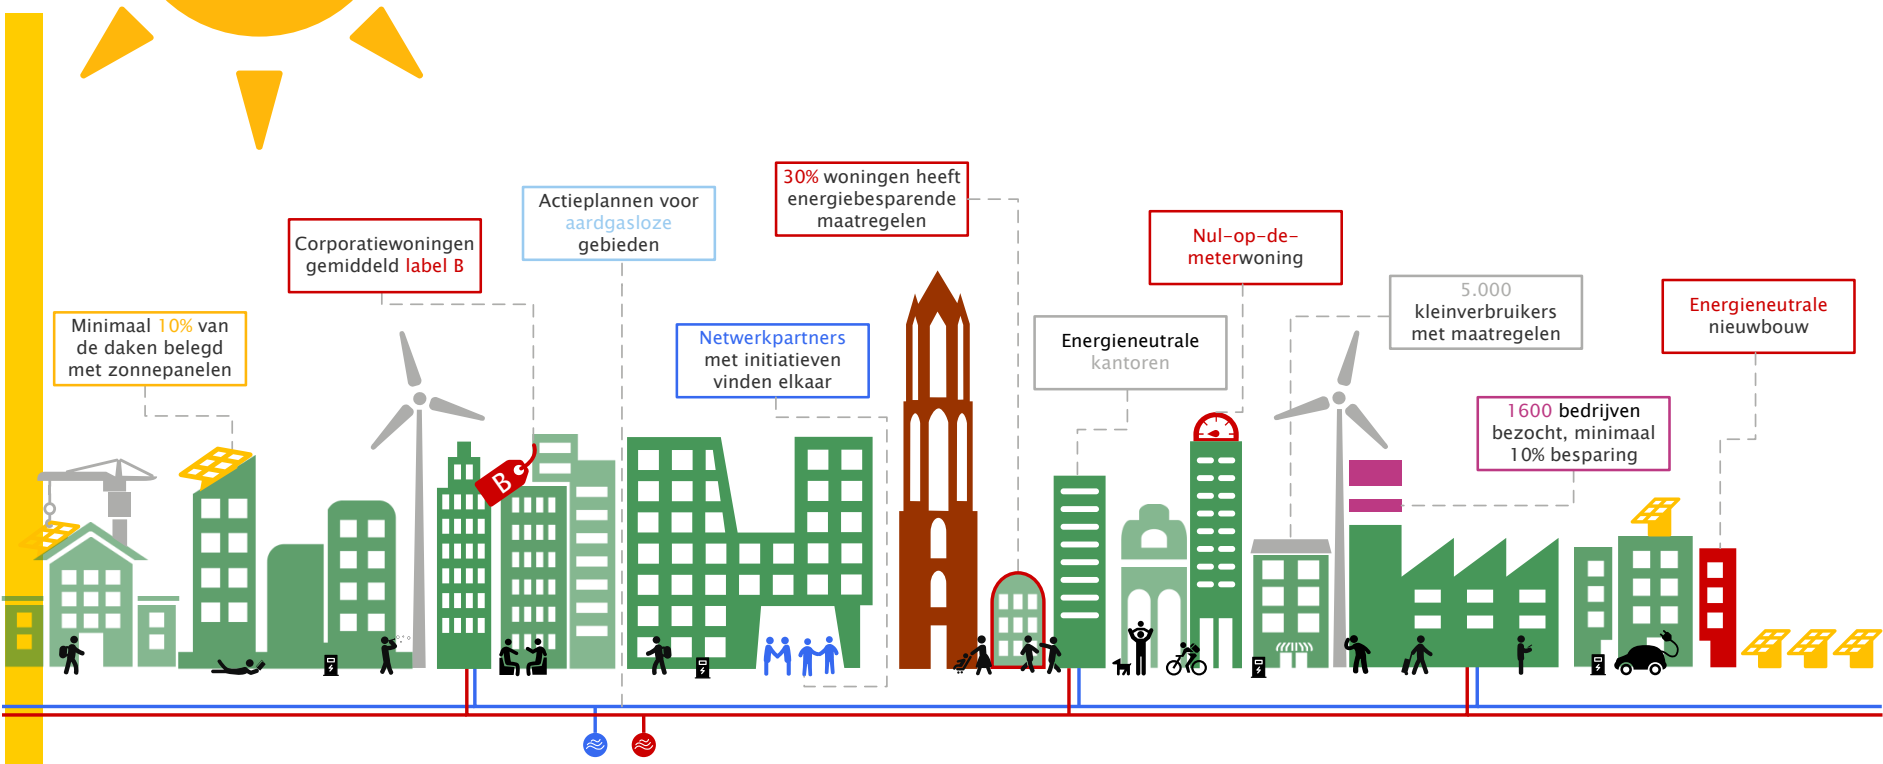 Minimaal 10% van
de daken belegd
met zonnepanelen
Corporatiewoningen
gemiddeld label B
B
Actieplannen voor
aardgasloze
gebieden
Netwerkpartners
met initiatieven
vinden elkaar
30% woningen heeft
energiebesparende
maatregelen
Energieneutrale
kantoren
Nul-op-de-
meterwoning
5.000
kleinverbruikers
met maatregelen
1600 bedrijven
bezocht, minimaal
10% besparing
Energieneutrale
nieuwbouw